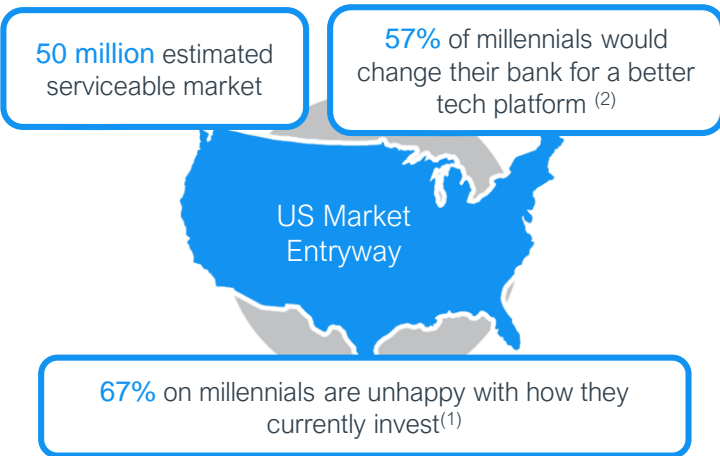 50 million estimated
serviceable market
57% of millennials would
change their bank for a better
tech platform (2)
US Market
Entryway
67% on millennials are unhappy with how they
currently invest(1)